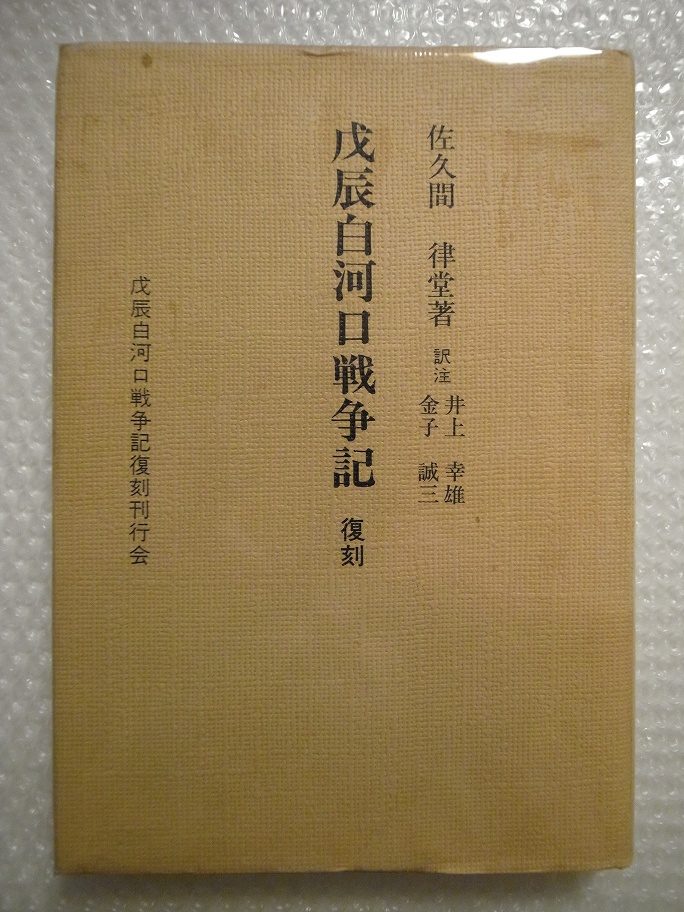 佐久間 律堂著
訳注
井上 幸雄
金子 誠三
戊辰白河口戦争記 復刻
戊辰白河口戦争記復刻刊行会